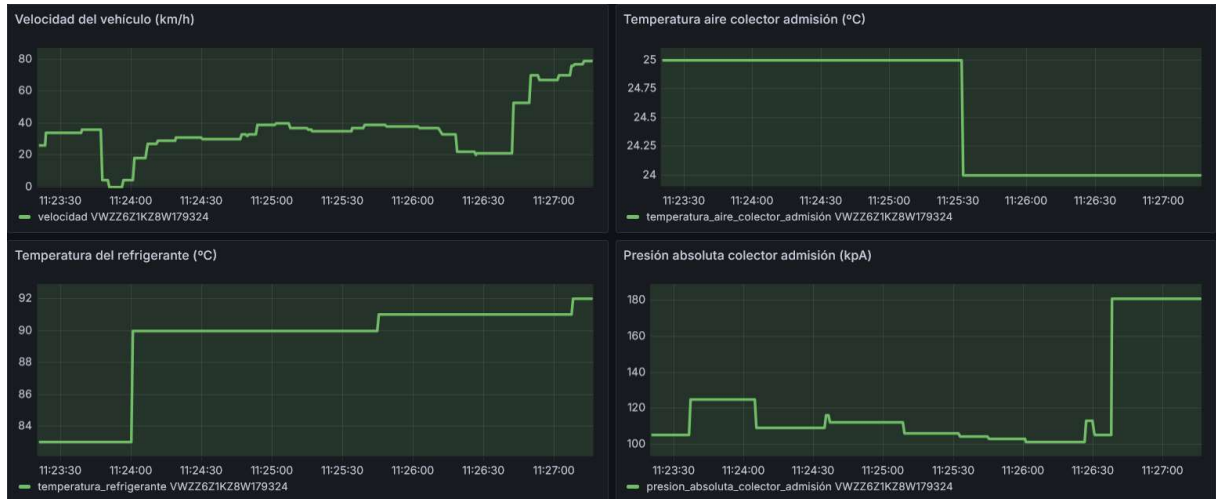 Velocidad del vehículo (km/h)
80
60
40
20
0
11:23:30 11:24:00 11:24:30 11:25:00 11:25:30 11:26:00 11:26:30 11:27:00
velocidad VWZZ6Z1KZ8W179324
Temperatura aire colector admisión (ºC)
25
24.75
24.5
24.25
24
11:23:30 11:24:00 11:24:30 11:25:00 11:25:30 11:26:00 11:26:30 11:27:00
temperatura_aire_colector_admisión VWZZ6Z1KZ8W179324
Temperatura del refrigerante (ºC)
92
90
88
86
84
11:23:30 11:24:00 11:24:30 11:25:00 11:25:30 11:26:00 11:26:30 11:27:00
temperatura_refrigerante VWZZ6Z1KZ8W179324
Presión absoluta colector admisión (kpA)
180
160
140
120
100
11:23:30 11:24:00 11:24:30 11:25:00 11:25:30 11:26:00 11:26:30 11:27:00
presion_absoluta_colector_admisión VWZZ6Z1KZ8W179324